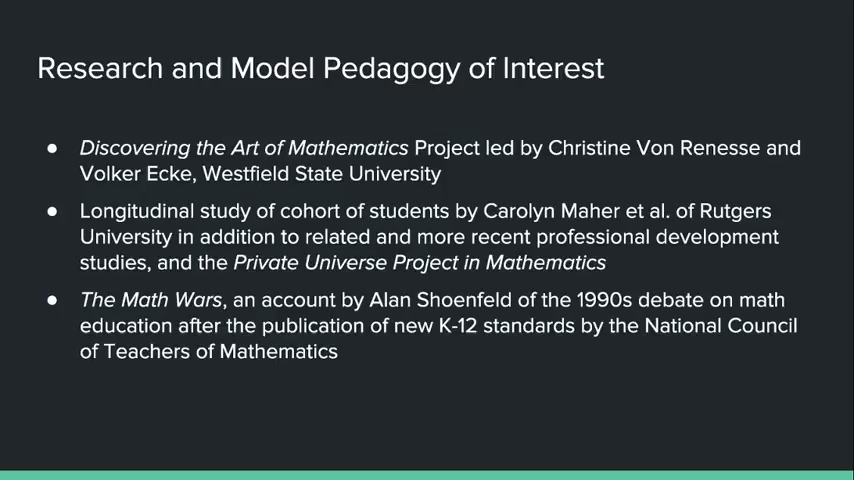 Research and Model Pedagogy of Interest
● Discovering the Art of Mathematics Project led by Christine Von Renesse and
Volker Ecke, Westfield State University
● Longitudinal study of cohort of students by Carolyn Maher et al. of Rutgers
University in addition to related and more recent professional development
studies, and the Private Universe Project in Mathematics
● The Math Wars, an account by Alan Shoenfeld of the 1990s debate on math
education after the publication of new K-12 standards by the National Council
of Teachers of Mathematics